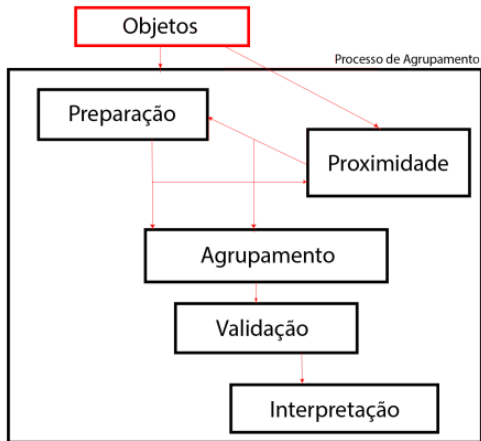 Objetos
Processo de Agrupamento
Preparação
Proximidade
Agrupamento
Validação
Interpretação